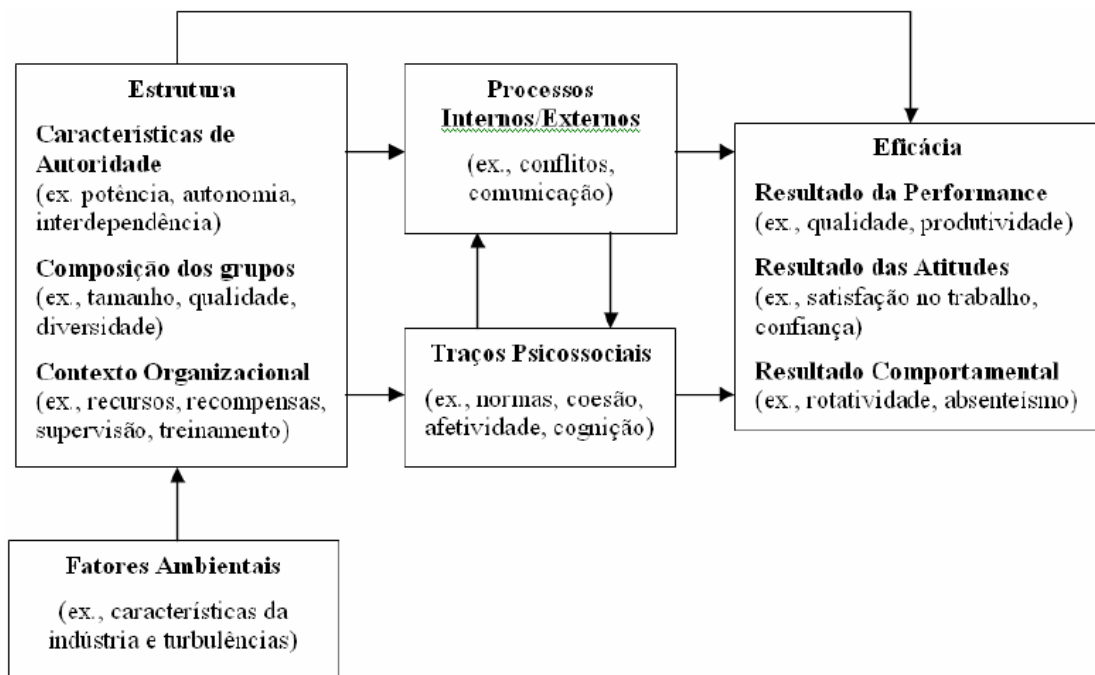 Estrutura
Características de
Autoridade
(ex. potência, autonomia,
interdependência)
Composição dos grupos
(ex., tamanho, qualidade,
diversidade)
Contexto Organizacional
(ex., recursos, recompensas,
supervisão, treinamento)
Processos
Internos/Externos
(ex., conflitos,
comunicação)
Traços Psicossociais
(ex., normas, coesão,
afetividade, cognição)
Eficácia
Resultado da Performance
(ex., qualidade, produtividade)
Resultado das Atitudes
(ex., satisfação no trabalho,
confiança)
Resultado Comportamental
(ex., rotatividade, absenteísmo)
Fatores Ambientais
(ex., características da
indústria e turbulências)